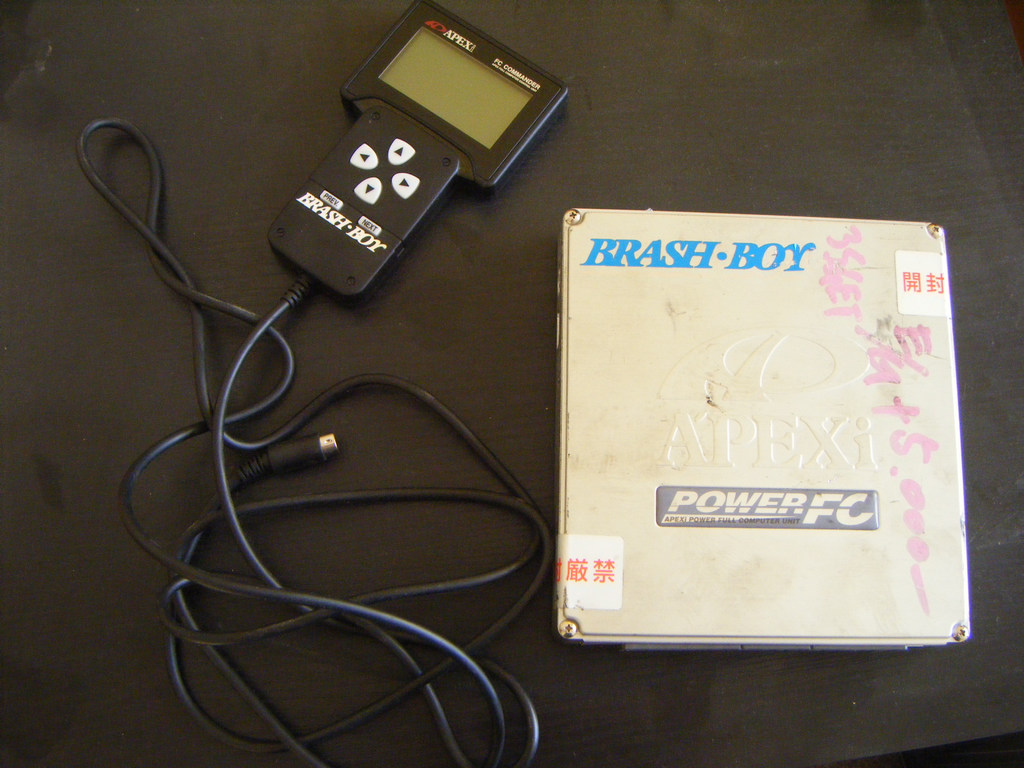 APEXi
FC COMMANDER
PREV
NEXT
BRASH·BOY
BRASH·BOY
開封
3SET
APEXi
POWER FC
APEXi POWER FULL COMPUTER UNIT
厳禁